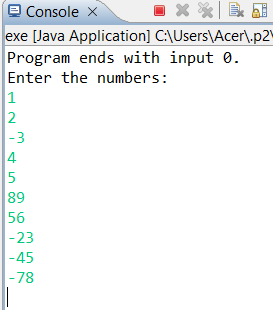 Console
exe [Java Application] C:\Users\Acer\.p2\
Program ends with input 0.
Enter the numbers:
1
2
-3
4
5
89
56
-23
-45
-78